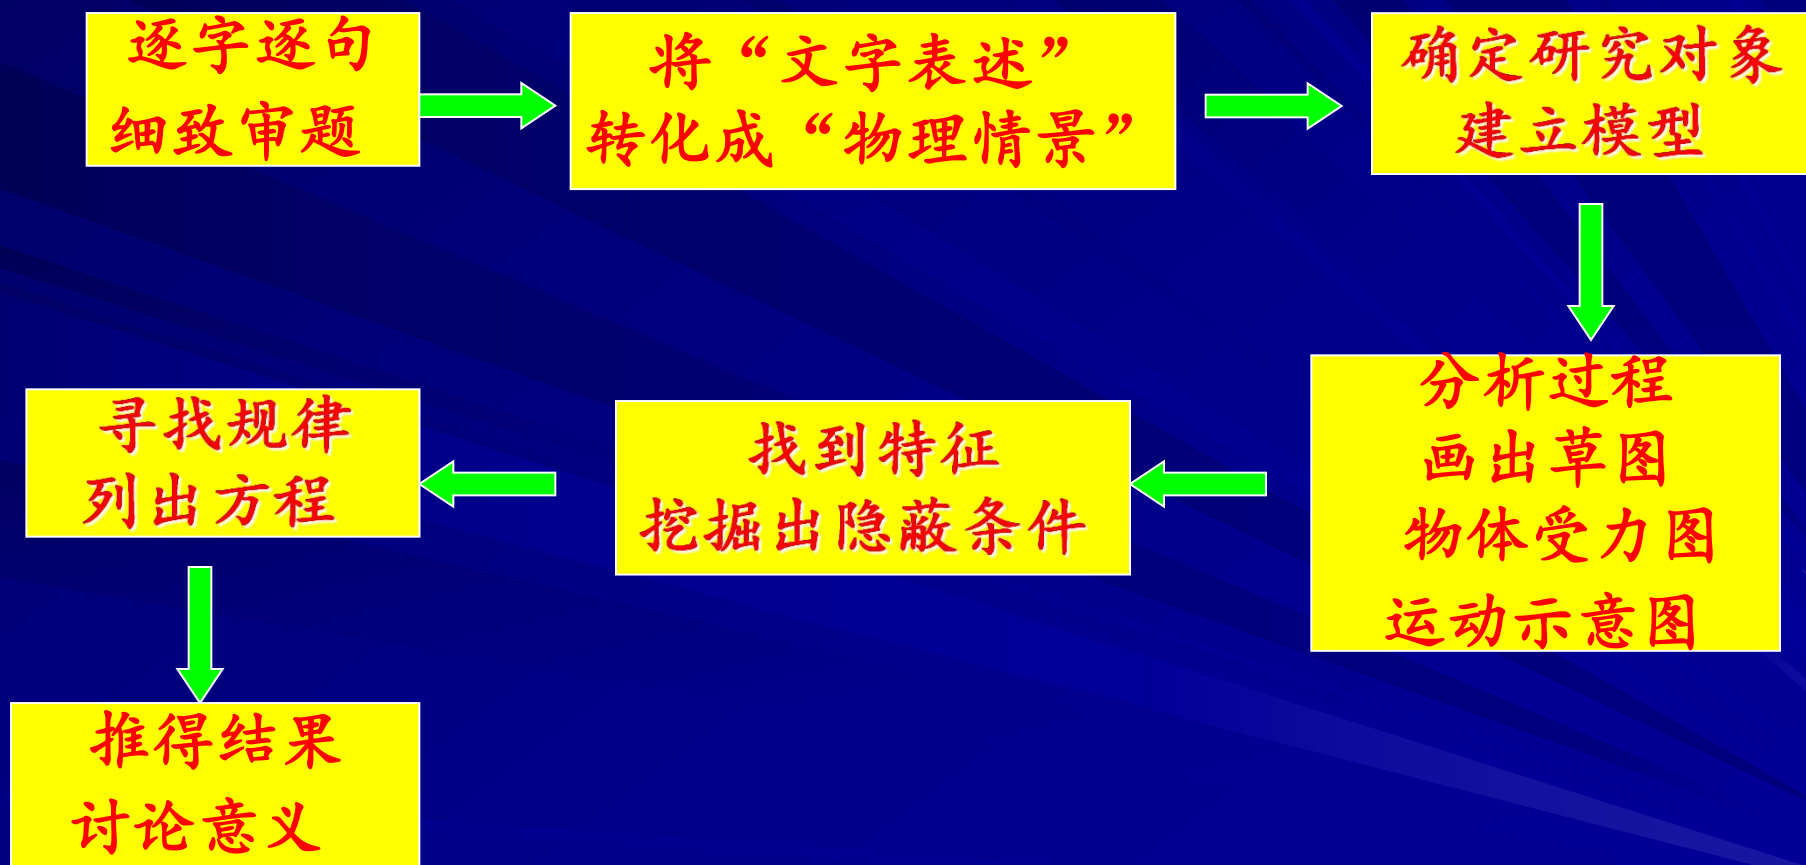 逐字逐句
细致审题
将“文字表述”
转化成“物理情景”
确定研究对象
建立模型
分析过程
画出草图
物体受力图
运动示意图
找到特征
挖掘出隐蔽条件
寻找规律
列出方程
推得结果
讨论意义